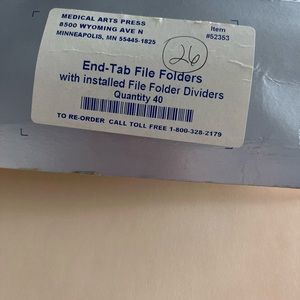 MEDICAL ARTS PRESS
8500 WYOMING AVE N
MINNEAPOLIS, MN 55445-1825
Item
#52353
26
End-Tab File Folders
with installed File Folder Dividers
Quantity 40
TO RE-ORDER CALL TOLL FREE 1-800-328-2179